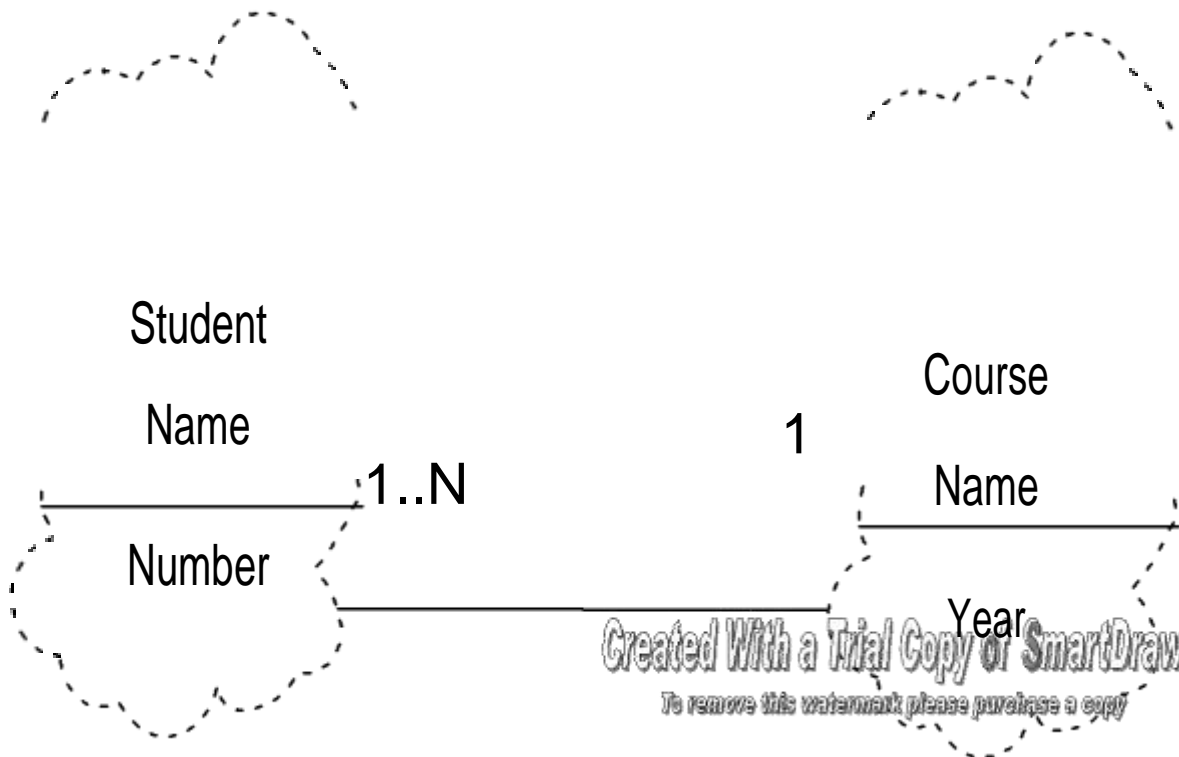 Student
Name
1..N
Number
1
Course
Name
Year
Created With a Trial Copy of SmartDraw
To remove this watermark please purchase a copy